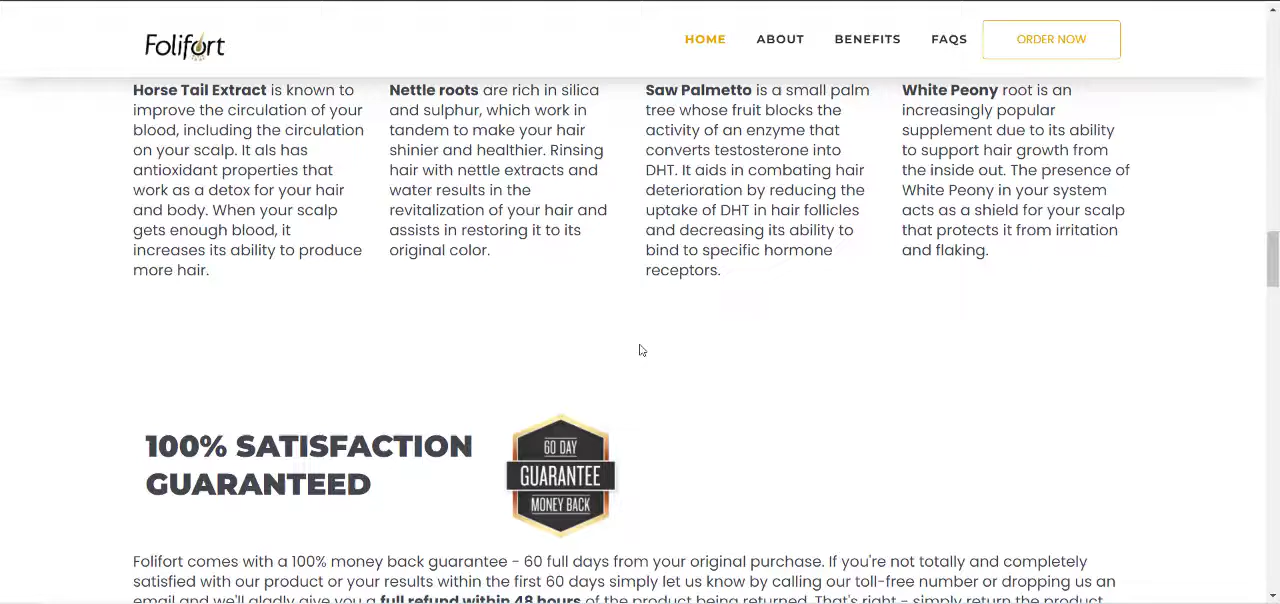 Folifort
HOME
ABOUT
BENEFITS
FAQS
ORDER NOW
Horse Tail Extract is known to
improve the circulation of your
blood, including the circulation
on your scalp. It als has
antioxidant properties that
work as a detox for your hair
and body. When your scalp
gets enough blood, it
increases its ability to produce
more hair.
Nettle roots are rich in silica
and sulphur, which work in
tandem to make your hair
shinier and healthier. Rinsing
hair with nettle extracts and
water results in the
revitalization of your hair and
assists in restoring it to its
original color.
Saw Palmetto is a small palm
tree whose fruit blocks the
activity of an enzyme that
converts testosterone into
DHT. It aids in combating hair
deterioration by reducing the
uptake of DHT in hair follicles
and decreasing its ability to
bind to specific hormone
receptors.
White Peony root is an
increasingly popular
supplement due to its ability
to support hair growth from
the inside out. The presence of
White Peony in your system
acts as a shield for your scalp
that protects it from irritation
and flaking.
100% SATISFACTION
GUARANTEED
60 DAY
GUARANTEE
MONEY BACK
Folifort comes with a 100% money back guarantee - 60 full days from your original purchase. If you're not totally and completely
satisfied with our product or your results within the first 60 days simply let us know by calling our toll-free number or dropping us an
email and we'll gladly give you a full refund within 48 hours of the product being returned. That's right - simply return the product